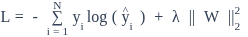 L = - N ∑ i = 1 y_i log ( ŷ_i ) + λ || W ||_2^2